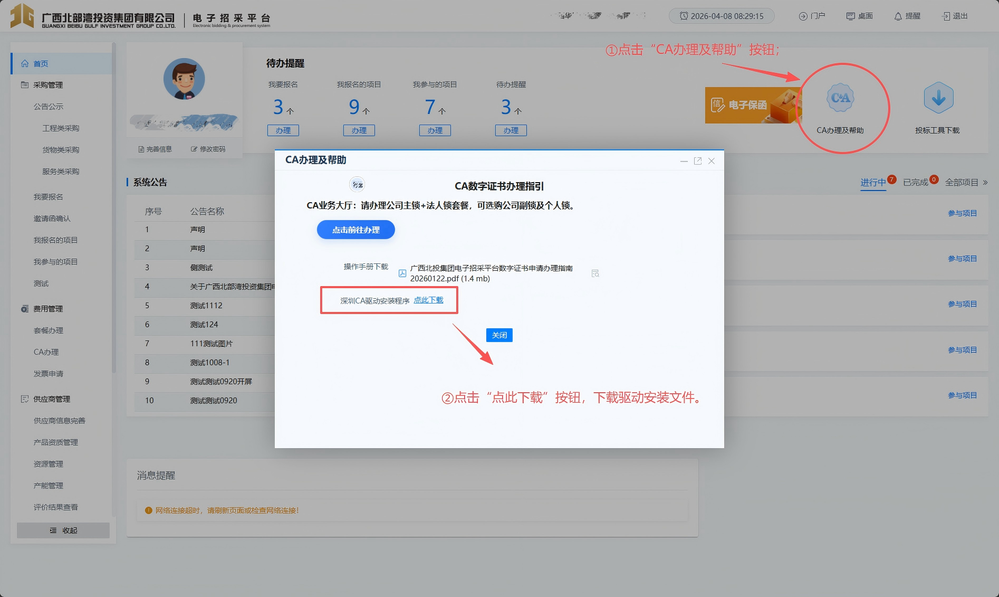 广西北部湾投资集团有限公司
GUANGXI BEIBU GULF INVESTMENT GROUP CO.,LTD.
电子招采平台
Electronic bidding & procurement system
2026-04-08 08:29:15
门户
桌面
提醒
退出
①点击“CA办理及帮助”按钮；
首页
采购管理
公告公示
工程类采购
货物类采购
服务类采购
我要报名
邀请函确认
我报名的项目
我参与的项目
测试
费用管理
套餐办理
CA办理
发票申请
供应商管理
供应商信息完善
产品资质管理
资源管理
产能管理
评价结果查看
收起
完善信息
修改密码
待办提醒
我要报名
我报名的项目
我参与的项目
待办提醒
3个
9个
7个
3个
办理
办理
办理
办理
信
电子保函
C&A
CA办理及帮助
投标工具下载
系统公告
进行中 7
已完成 0
全部项目
序号 公告名称
1 声明
2 声明
3 侧测试
4 关于广西北部湾投资集团
5 测试1112
6 测试124
7 111测试图片
8 测试1008-1
9 测试测试0920开屏
10 测试测试0920
参与项目
参与项目
参与项目
参与项目
参与项目
CA办理及帮助
CA数字证书办理指引
CA业务大厅：请办理公司主锁+法人锁套餐，可选购公司副锁及个人锁。
点击前往办理
操作手册下载
广西北投集团电子招采平台数字证书申请办理指南
20260122.pdf (1.4 mb)
深圳CA驱动安装程序 点此下载
关闭
②点击“点此下载”按钮，下载驱动安装文件。
消息提醒
网络连接超时，请刷新页面或检查网络连接！